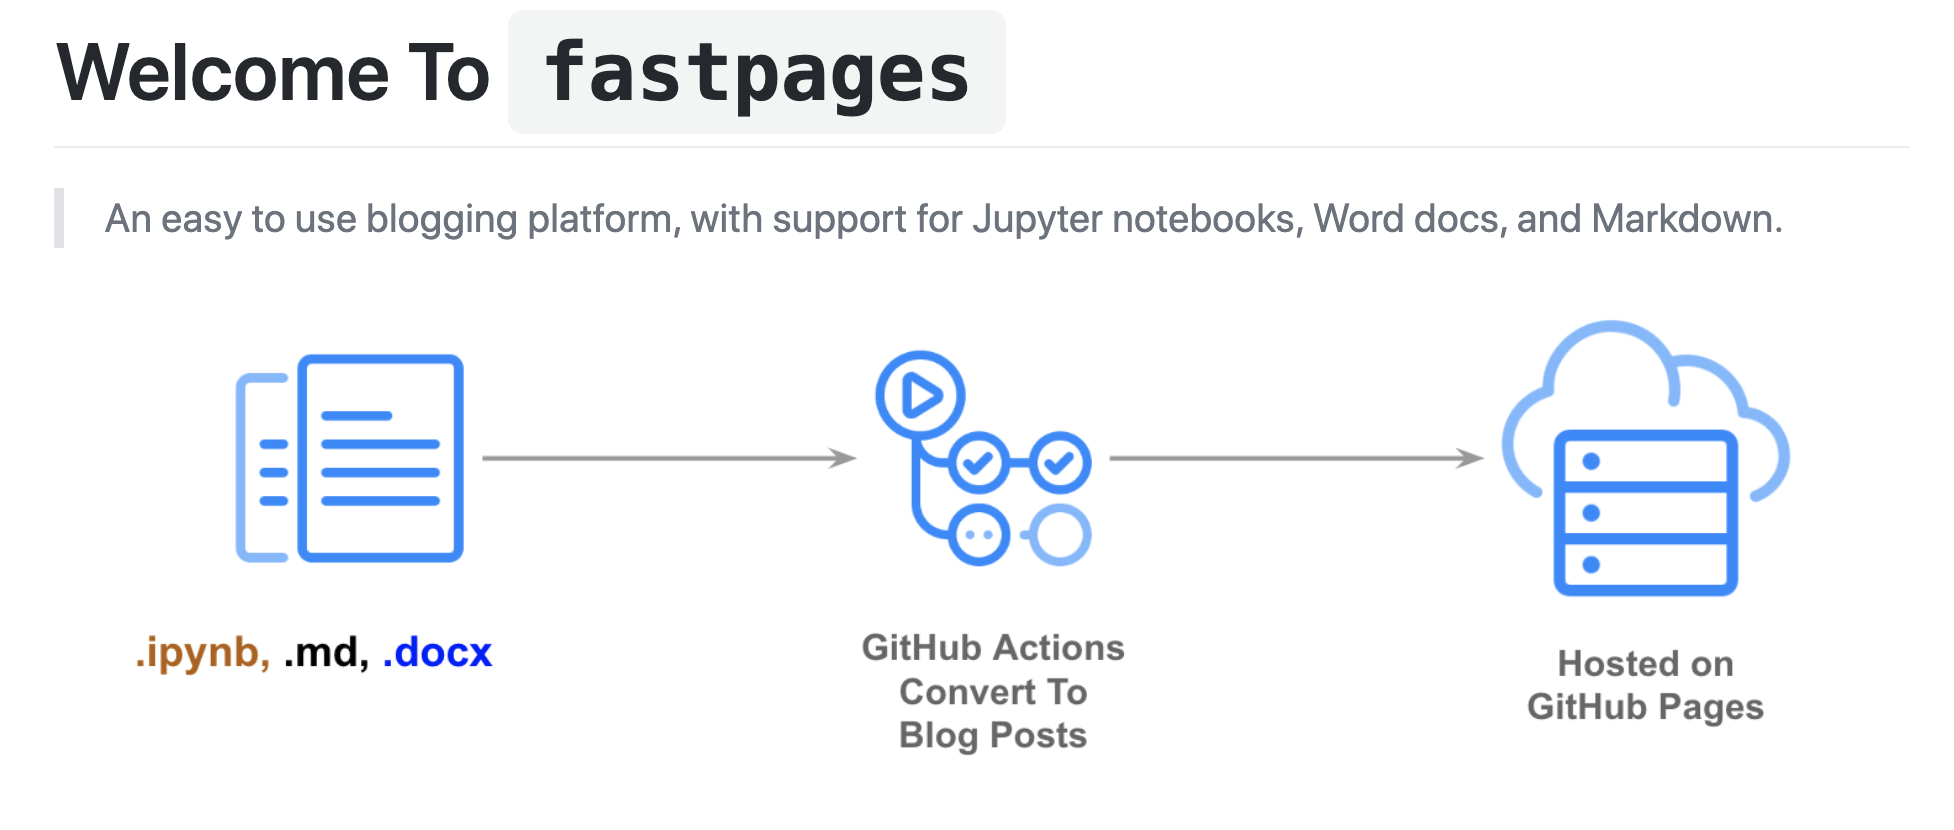 Welcome To fastpages
An easy to use blogging platform, with support for Jupyter notebooks, Word docs, and Markdown.
.ipynb, .md, .docx
GitHub Actions
Convert To
Blog Posts
Hosted on
GitHub Pages